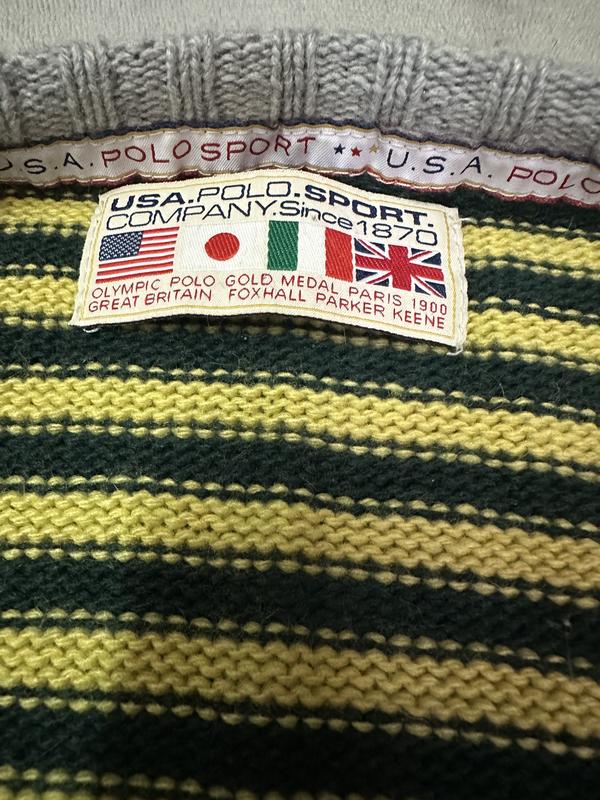 U.S.A. POLO SPORT ★★★ U.S.A. POLO
USA.POLO.SPORT.
COMPANY.Since1870
OLYMPIC POLO GOLD MEDAL PARIS 1900
GREAT BRITAIN FOXHALL PARKER KEENE